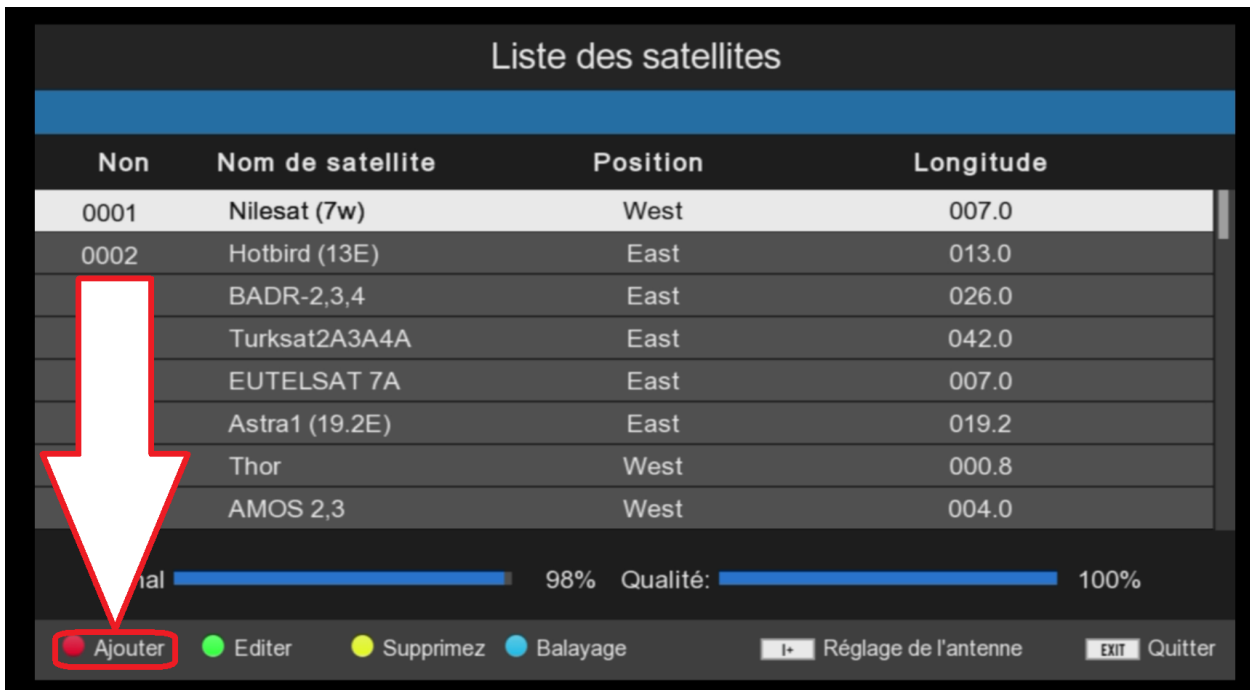 Liste des satellites
Non Nom de satellite Position Longitude
0001 Nilesat (7w) West 007.0
0002 Hotbird (13E) East 013.0
BADR-2,3,4 East 026.0
Turksat2A3A4A East 042.0
EUTELSAT 7A East 007.0
Astra1 (19.2E) East 019.2
Thor West 000.8
AMOS 2,3 West 004.0
98% Qualité: 100%
Ajouter Editer Supprimez Balayage I+ Réglage de l'antenne EXIT Quitter